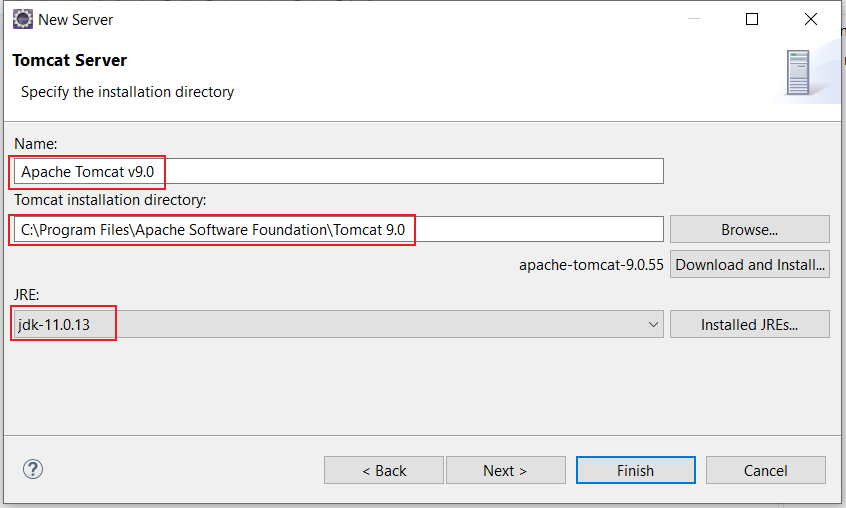 New Server
Tomcat Server
Specify the installation directory
Name:
Apache Tomcat v9.0
Tomcat installation directory:
C:\Program Files\Apache Software Foundation\Tomcat 9.0 Browse...
apache-tomcat-9.0.55 Download and Install...
JRE:
jdk-11.0.13 Installed JREs...
? < Back Next > Finish Cancel